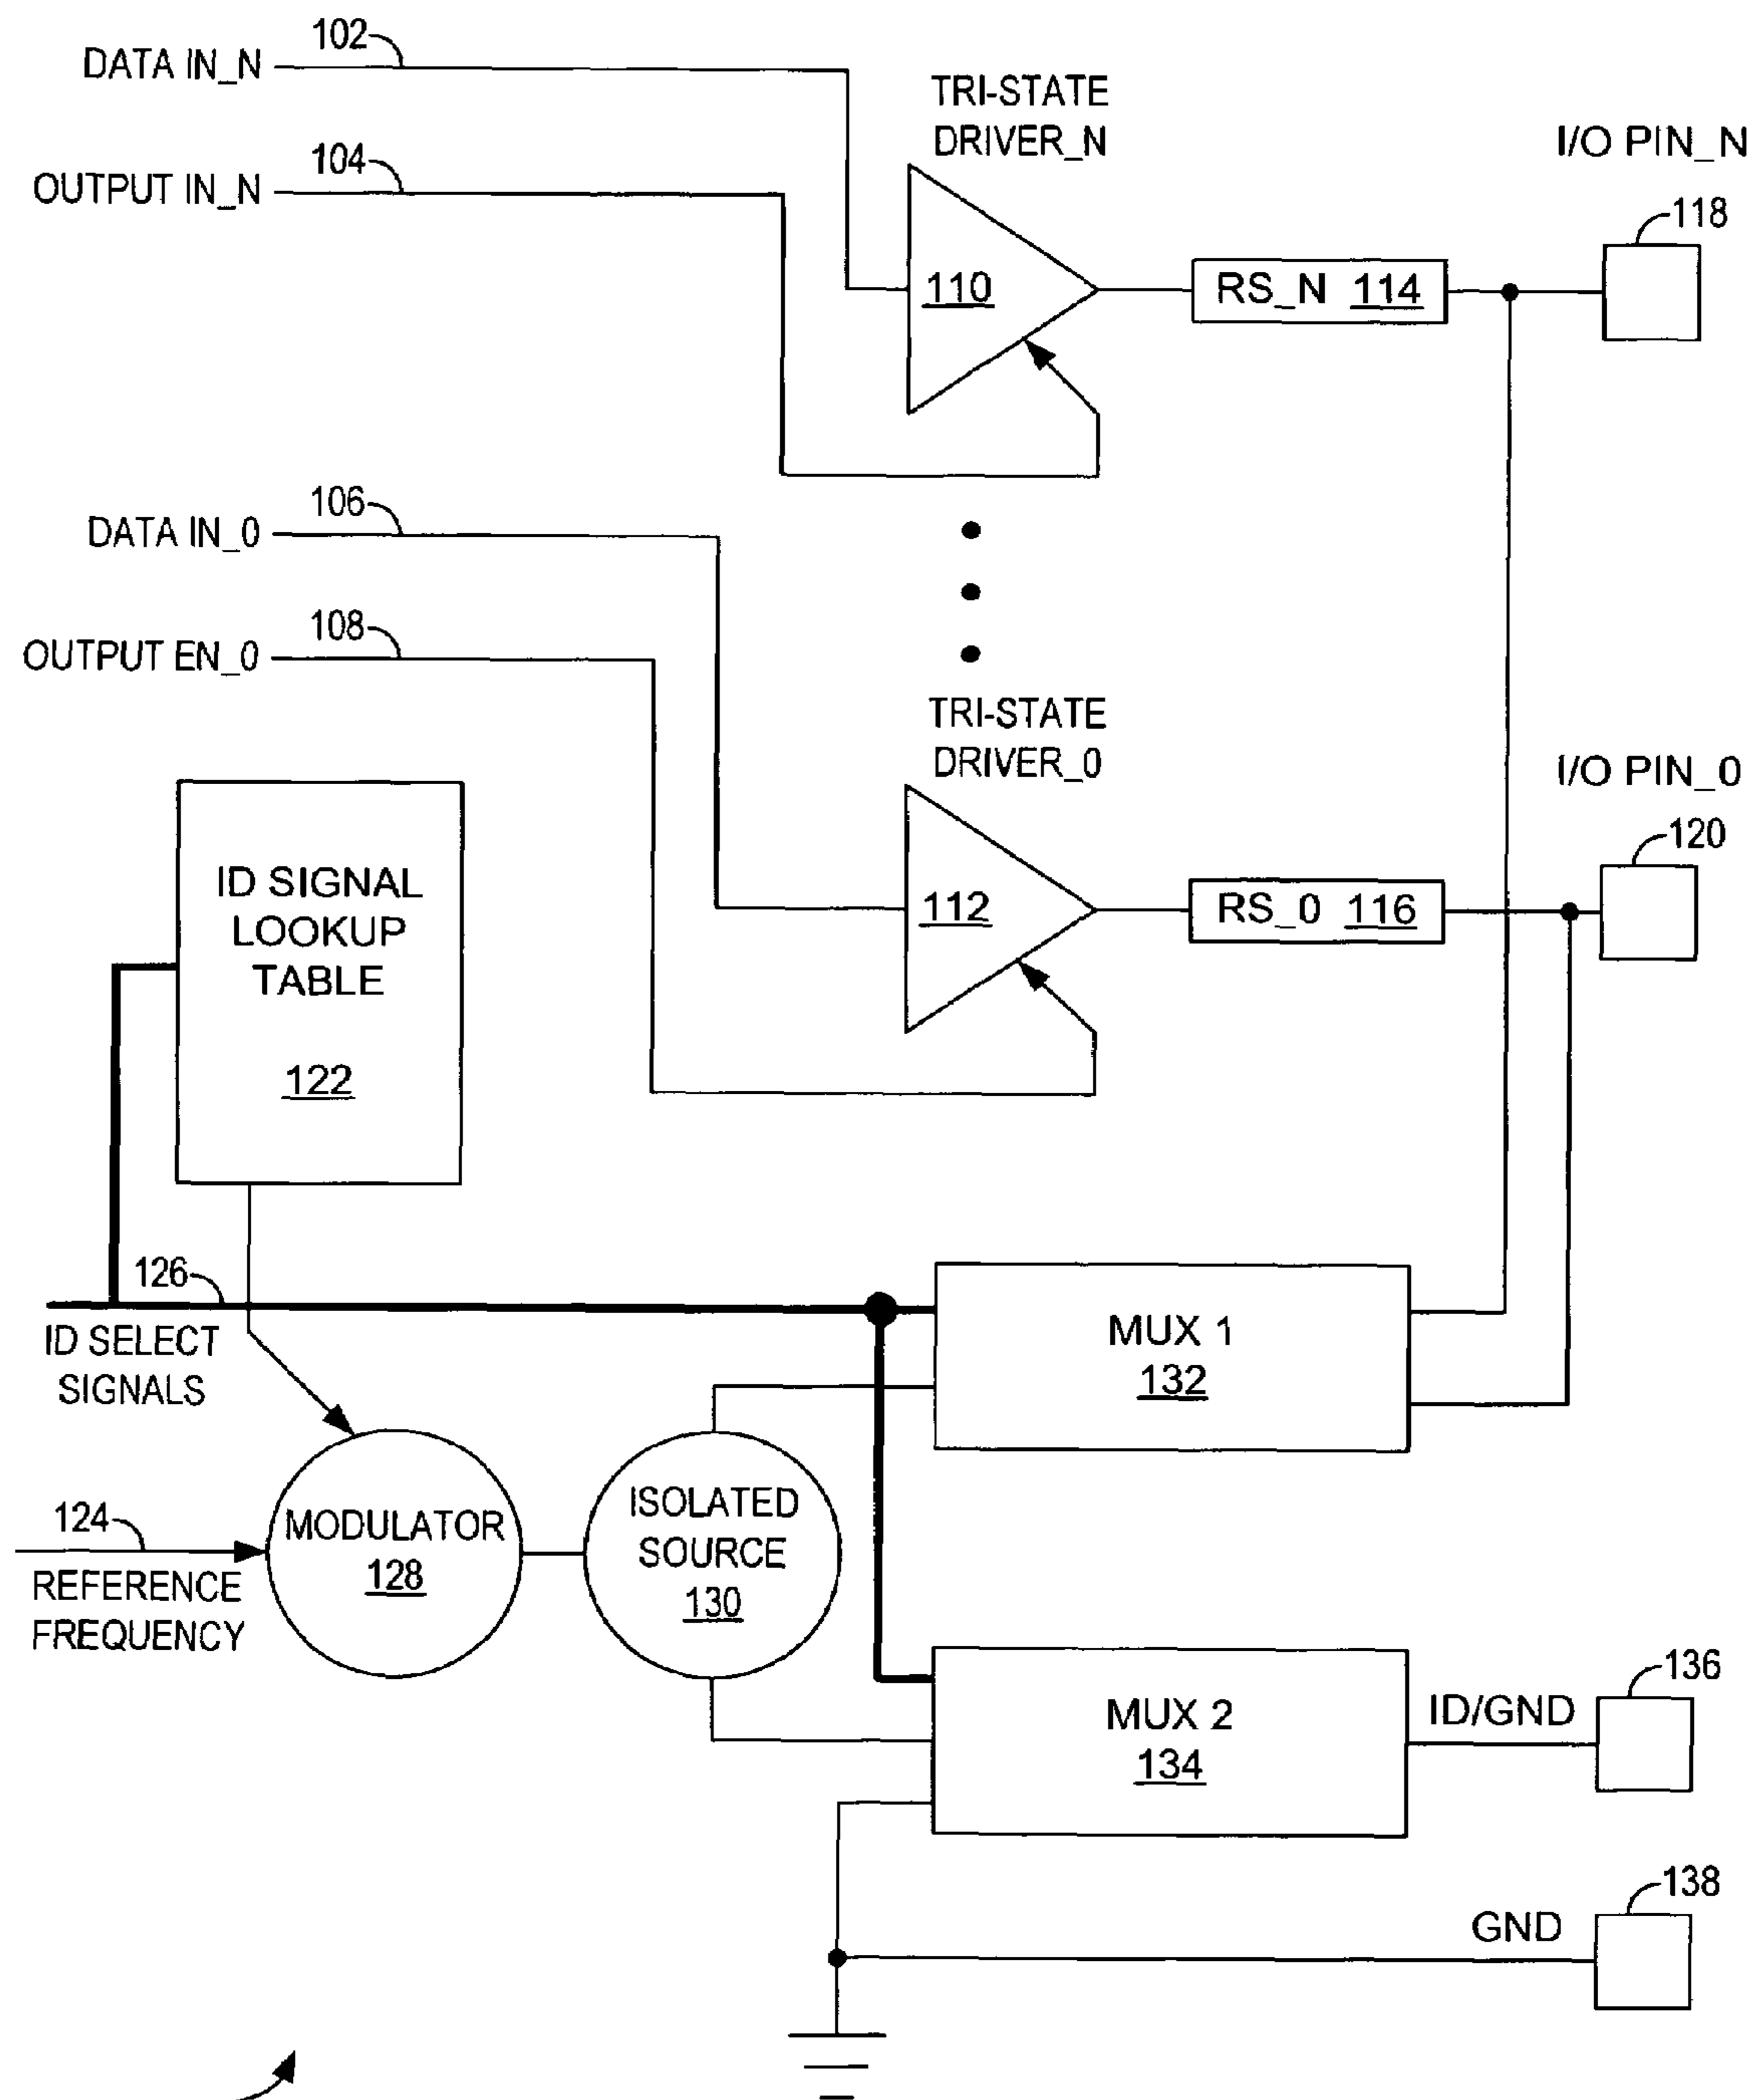 102
DATA IN_N
TRI-STATE
DRIVER_N
I/O PIN_N
104
OUTPUT IN_N
118
110
RS_N 114
106
DATA IN_0
108
OUTPUT EN_0
TRI-STATE
DRIVER_0
I/O PIN_0
120
ID SIGNAL
LOOKUP
TABLE
122
112
RS_0 116
126
ID SELECT
SIGNALS
MUX 1
132
124
REFERENCE
FREQUENCY
MODULATOR
128
ISOLATED
SOURCE
130
MUX 2
134
ID/GND
136
GND
138